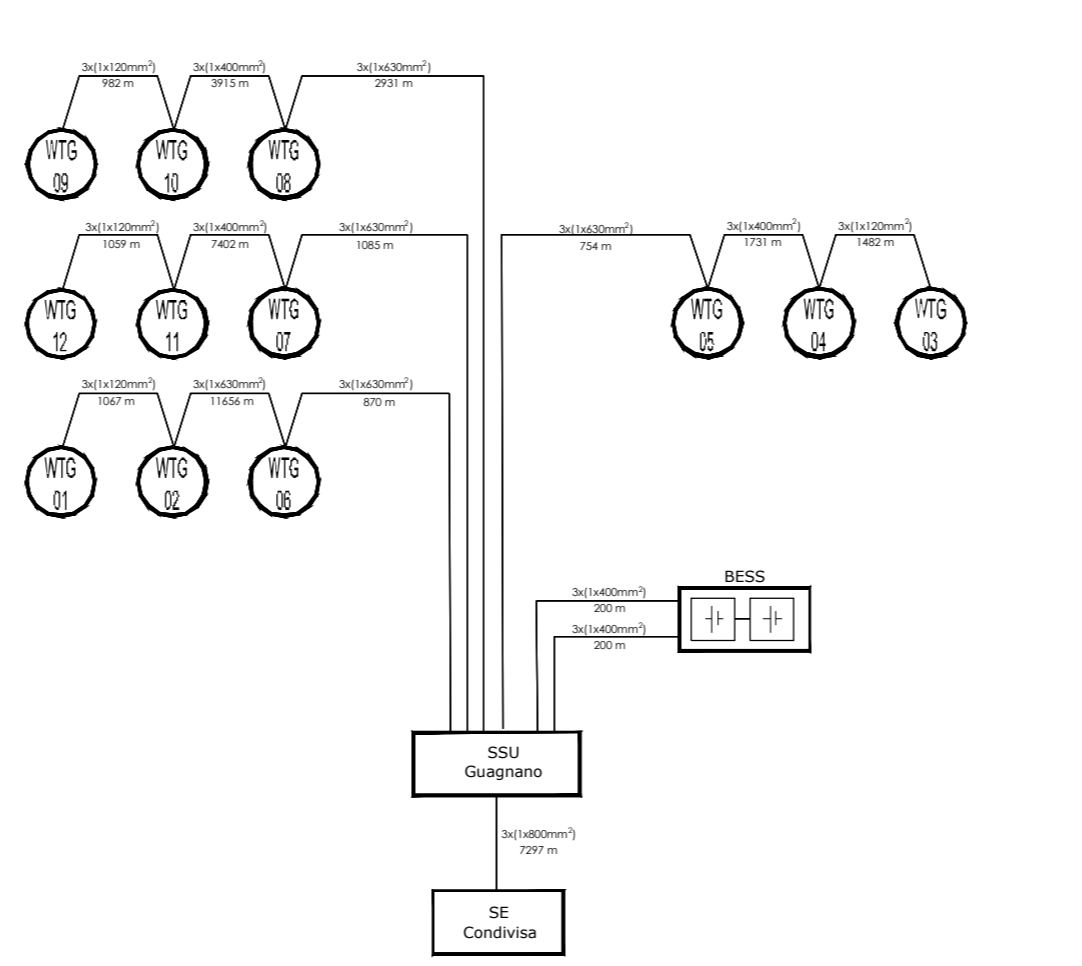 3x(1x120mm²) 3x(1x400mm²) 3x(1x630mm²)
982 m 3915 m 2931 m
WTG 09 WTG 10 WTG 08
3x(1x120mm²) 3x(1x400mm²) 3x(1x630mm²)
1059 m 7402 m 1085 m
WTG 12 WTG 11 WTG 07
3x(1x630mm²) 3x(1x400mm²) 3x(1x120mm²)
754 m 1731 m 1482 m
WTG 05 WTG 04 WTG 03
3x(1x120mm²) 3x(1x630mm²) 3x(1x630mm²)
1067 m 11656 m 870 m
WTG 01 WTG 02 WTG 06
BESS
3x(1x400mm²)
200 m
3x(1x400mm²)
200 m
SSU
Guagnano
3x(1x800mm²)
7297 m
SE
Condivisa